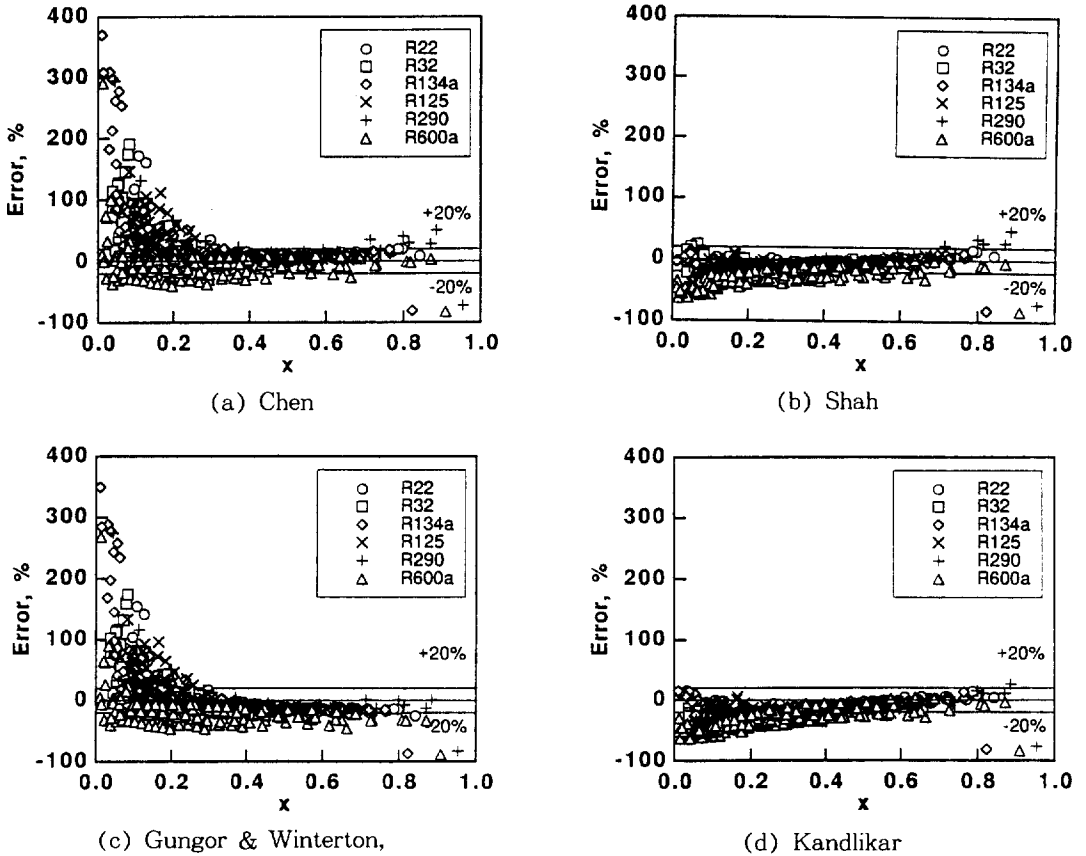 400
300
200
100
0
-100
Error, %
R22
R32
R134a
R125
R290
R600a
+20%
-20%
0.0 0.2 0.4 0.6 0.8 1.0
x
(a) Chen
400
300
200
100
0
-100
Error, %
R22
R32
R134a
R125
R290
R600a
+20%
-20%
0.0 0.2 0.4 0.6 0.8 1.0
x
(b) Shah
400
300
200
100
0
-100
Error, %
R22
R32
R134a
R125
R290
R600a
+20%
-20%
0.0 0.2 0.4 0.6 0.8 1.0
x
(c) Gungor & Winterton,
400
300
200
100
0
-100
Error, %
R22
R32
R134a
R125
R290
R600a
+20%
-20%
0.0 0.2 0.4 0.6 0.8 1.0
x
(d) Kandlikar